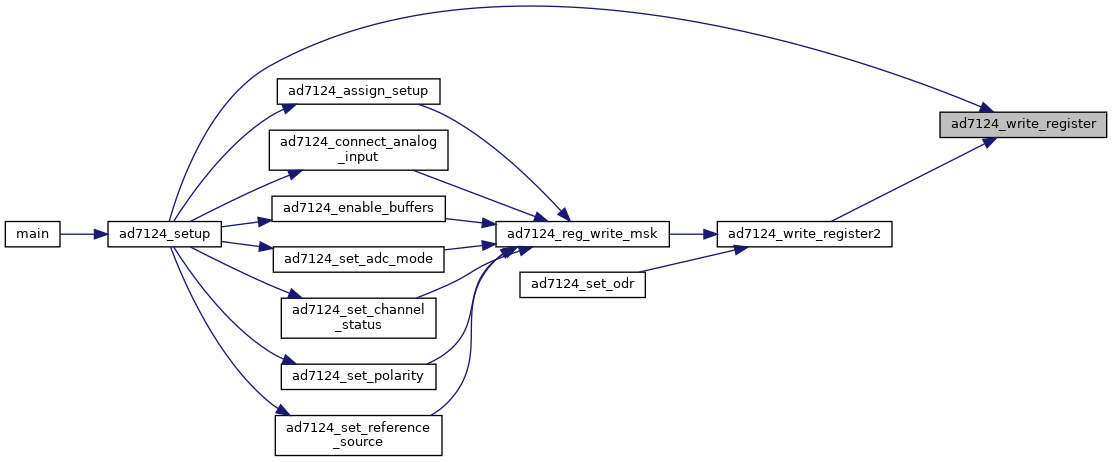 main
ad7124_setup
ad7124_assign_setup
ad7124_connect_analog
_input
ad7124_enable_buffers
ad7124_set_adc_mode
ad7124_set_channel
_status
ad7124_set_polarity
ad7124_set_reference
_source
ad7124_reg_write_msk
ad7124_set_odr
ad7124_write_register2
ad7124_write_register